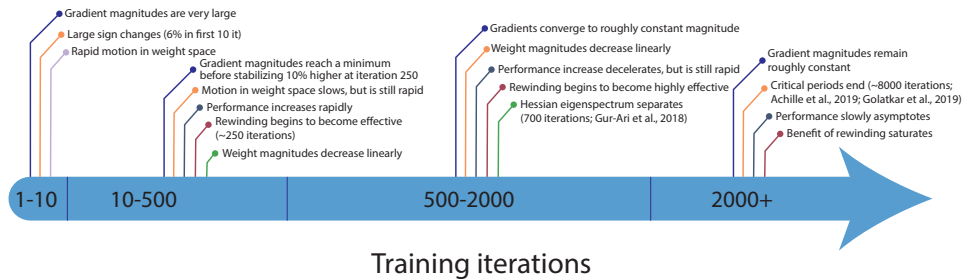 Gradient magnitudes are very large
Large sign changes (6% in first 10 it)
Rapid motion in weight space
Gradient magnitudes reach a minimum
before stabilizing 10% higher at iteration 250
Motion in weight space slows, but is still rapid
Performance increases rapidly
Rewinding begins to become effective
(~250 iterations)
Weight magnitudes decrease linearly
Gradients converge to roughly constant magnitude
Weight magnitudes decrease linearly
Performance increase decelerates, but is still rapid
Rewinding begins to become highly effective
Hessian eigenspectrum separates
(700 iterations; Gur-Ari et al., 2018)
Gradient magnitudes remain
roughly constant
Critical periods end (~8000 iterations;
Achille et al., 2019; Golatkar et al., 2019)
Performance slowly asymptotes
Benefit of rewinding saturates
1-10
10-500
500-2000
2000+
Training iterations